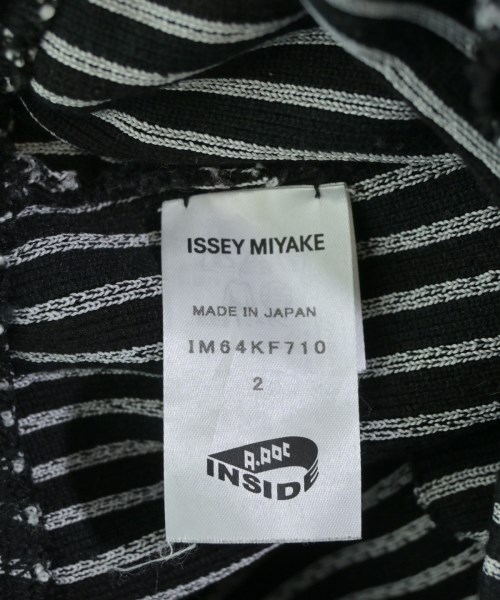 ISSEY MIYAKE
MADE IN JAPAN
IM64KF710
2
A.POC
INSIDE